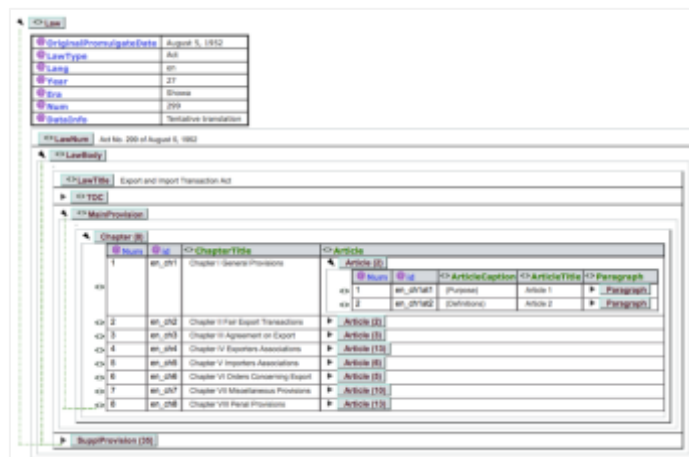 Law
OriginalPromulgateDate August 5, 1952
LawType Act
Lang en
Year 27
Era Showa
Num 299
DataInfo Tentative translation
LawNum Act No. 299 of August 5, 1952
LawBody
LawTitle Export and Import Transaction Act
TOC
MainProvision
Chapter (8)
Num id ChapterTitle Article
1 en_ch1 Chapter I General Provisions Article (2)
Num id ArticleCaption ArticleTitle Paragraph
1 en_ch1at1 (Purpose) Article 1 Paragraph
2 en_ch1at2 (Definitions) Article 2 Paragraph
2 en_ch2 Chapter II Fair Export Transactions Article (2)
3 en_ch3 Chapter III Agreement on Export Article (3)
4 en_ch4 Chapter IV Exporters Associations Article (13)
5 en_ch5 Chapter V Importers Associations Article (6)
6 en_ch6 Chapter VI Orders Concerning Export Article (5)
7 en_ch7 Chapter VII Miscellaneous Provisions Article (10)
8 en_ch8 Chapter VIII Penal Provisions Article (13)
SupplProvision (35)